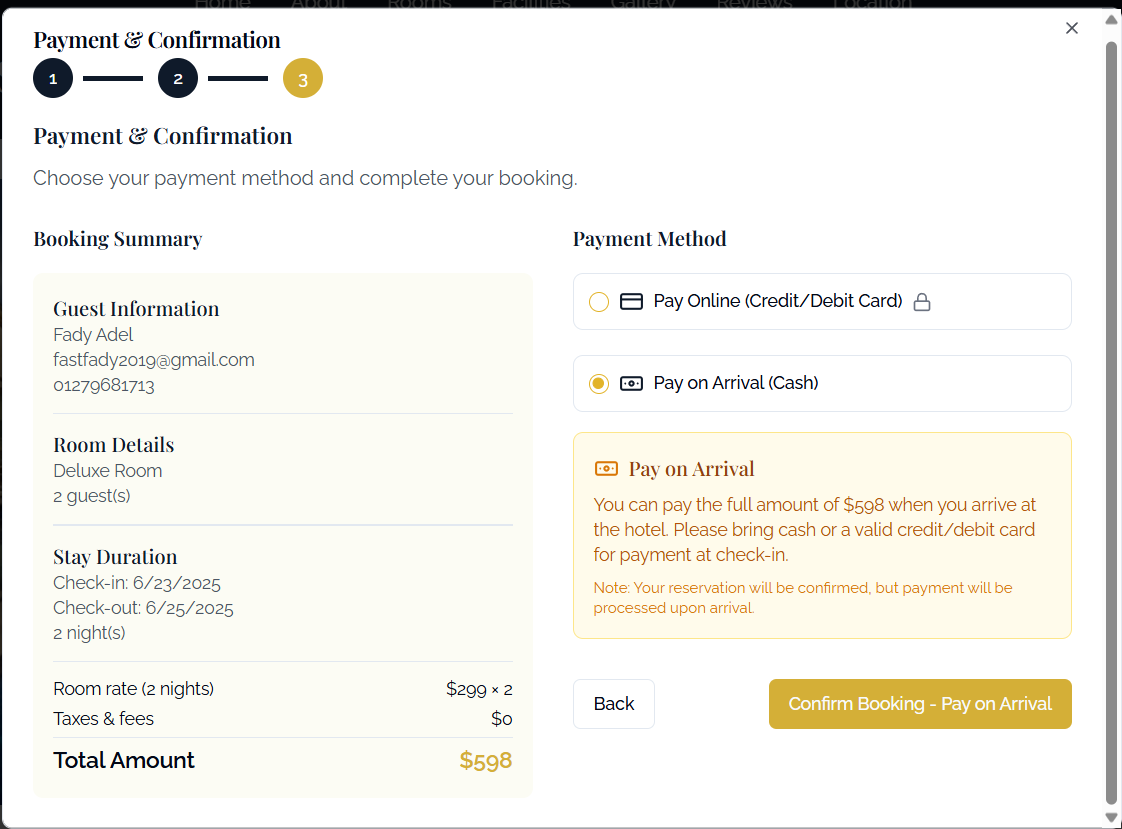 Home About Rooms Facilities Gallery Reviews Location
Payment & Confirmation
1 2 3
Payment & Confirmation
Choose your payment method and complete your booking.
Booking Summary
Guest Information
Fady Adel
fastfady2019@gmail.com
01279681713
Room Details
Deluxe Room
2 guest(s)
Stay Duration
Check-in: 6/23/2025
Check-out: 6/25/2025
2 night(s)
Room rate (2 nights) $299 × 2
Taxes & fees $0
Total Amount $598
Payment Method
Pay Online (Credit/Debit Card)
Pay on Arrival (Cash)
Pay on Arrival
You can pay the full amount of $598 when you arrive at
the hotel. Please bring cash or a valid credit/debit card
for payment at check-in.
Note: Your reservation will be confirmed, but payment will be
processed upon arrival.
Back
Confirm Booking - Pay on Arrival